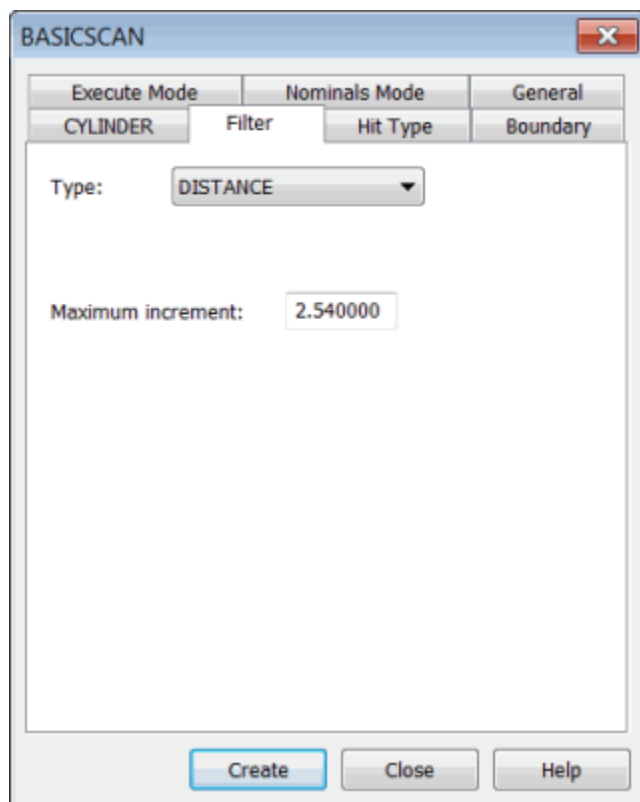 BASICSCAN
Execute Mode Nominals Mode General
CYLINDER Filter Hit Type Boundary
Type: DISTANCE
Maximum increment: 2.540000
Create Close Help